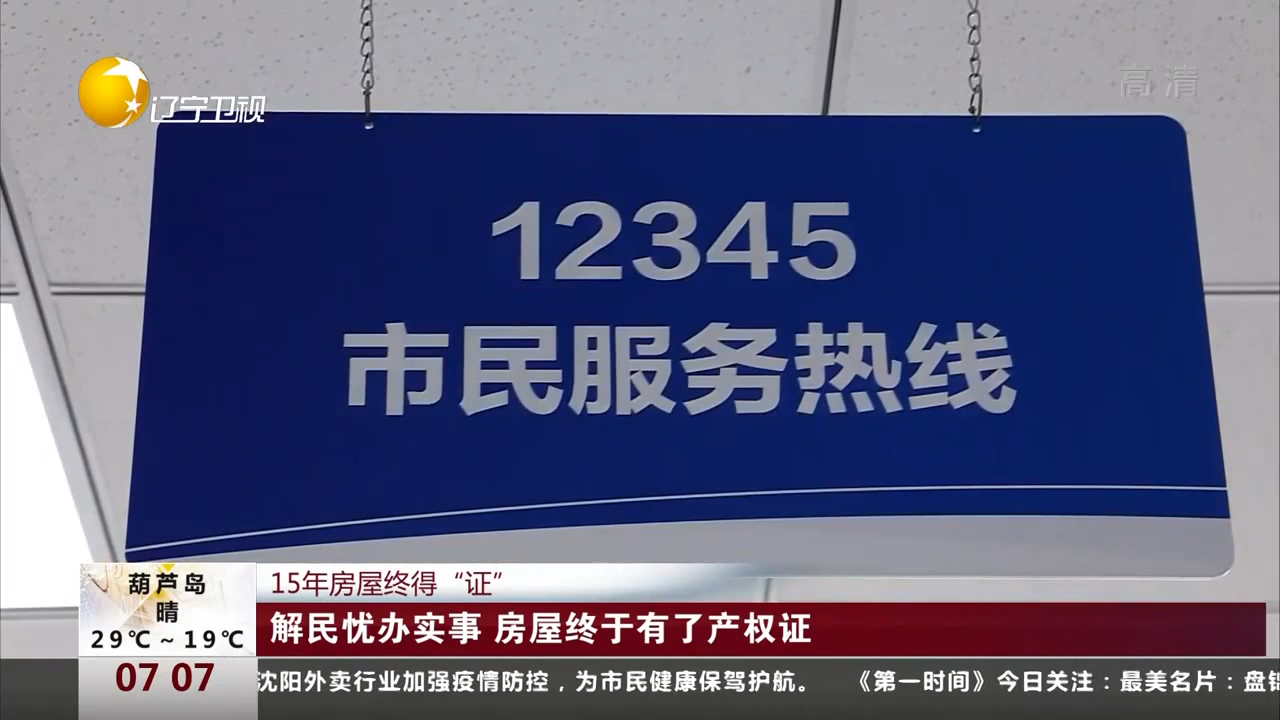 辽宁卫视
高清
12345
市民服务热线
葫芦岛
晴
29℃～19℃
07 07
15年房屋终得“证”
解民忧办实事 房屋终于有了产权证
沈阳外卖行业加强疫情防控，为市民健康保驾护航。 《第一时间》今日关注：最美名片：盘锦